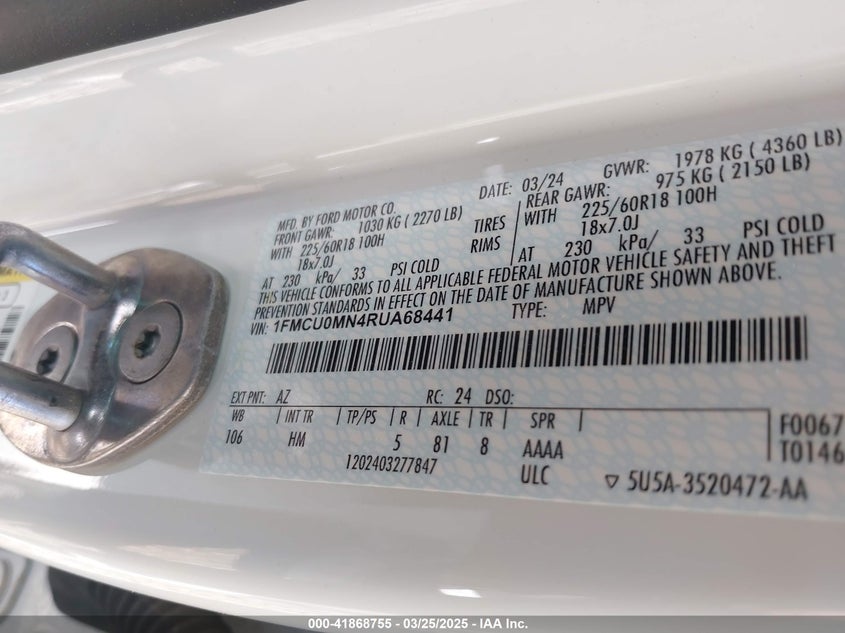 MFD. BY FORD MOTOR CO.
DATE: 03/24 GVWR: 1978 KG ( 4360 LB)
FRONT GAWR: 1030 KG ( 2270 LB)
REAR GAWR: 975 KG ( 2150 LB)
WITH 225/60R18 100H TIRES
WITH 225/60R18 100H
18x7.0J RIMS
18x7.0J
AT 230 kPa/ 33 PSI COLD
AT 230 kPa/ 33 PSI COLD
THIS VEHICLE CONFORMS TO ALL APPLICABLE FEDERAL MOTOR VEHICLE SAFETY AND THEFT
PREVENTION STANDARDS IN EFFECT ON THE DATE OF MANUFACTURE SHOWN ABOVE.
VIN: 1FMCU0MN4RUA68441 TYPE: MPV
EXT PNT: AZ RC: 24 DSO:
WB INT TR TP/PS R AXLE TR SPR
106 HM 5 81 8 AAAA
1202403277847 ULC
F0067
T0146
▽ 5U5A-3520472-AA
000-41868755 - 03/25/2025 - IAA Inc.